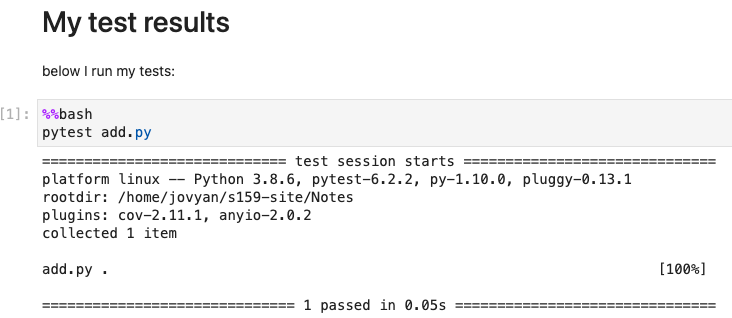 My test results
below I run my tests:
[1]: %%bash
pytest add.py
============================= test session starts ==============================
platform linux -- Python 3.8.6, pytest-6.2.2, py-1.10.0, pluggy-0.13.1
rootdir: /home/jovyan/s159-site/Notes
plugins: cov-2.11.1, anyio-2.0.2
collected 1 item
add.py . [100%]
============================== 1 passed in 0.05s ===============================